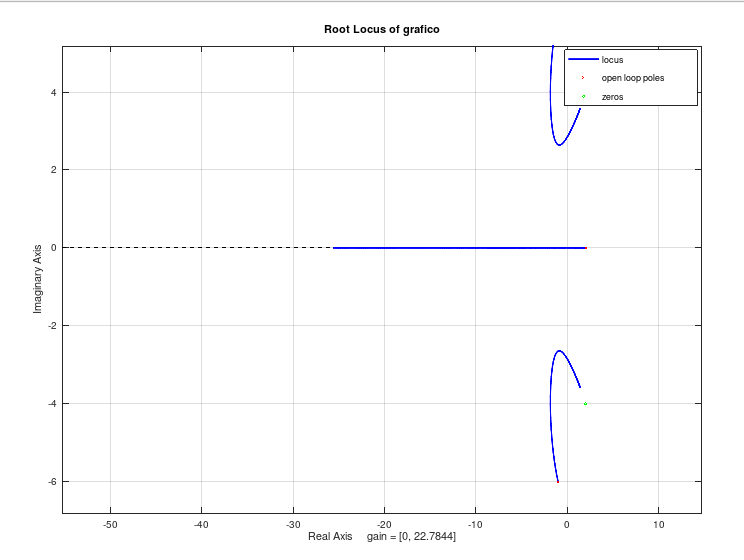 Root Locus of grafico
locus
open loop poles
zeros
4
2
0
-2
-4
-6
Imaginary Axis
-50
-40
-30
-20
-10
0
10
Real Axis gain = [0, 22.7844]